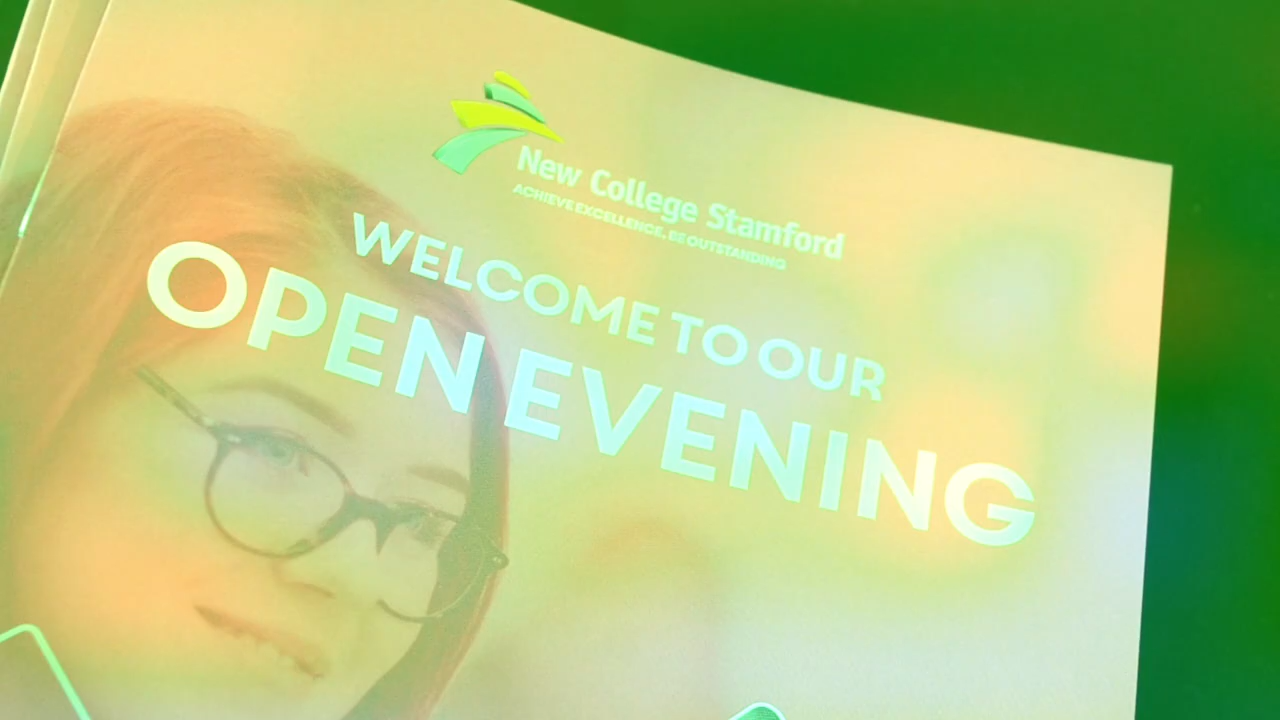 New College Stamford
ACHIEVE EXCELLENCE, BE OUTSTANDING
WELCOME TO OUR
OPEN EVENING